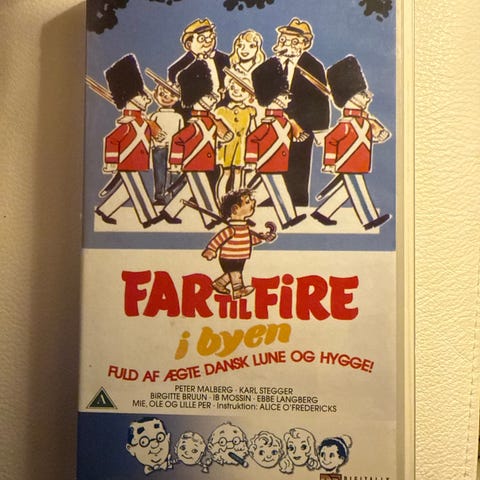 FAR TIL FIRE
i byen
FULD AF ÆGTE DANSK LUNE OG HYGGE!
PETER MALBERG · KARL STEGGER
BIRGITTE BRUUN · IB MOSSIN · EBBE LANGBERG
MIE, OLE OG LILLE PER · Instruktion: ALICE O'FREDERICKS
A
DIGITALLY